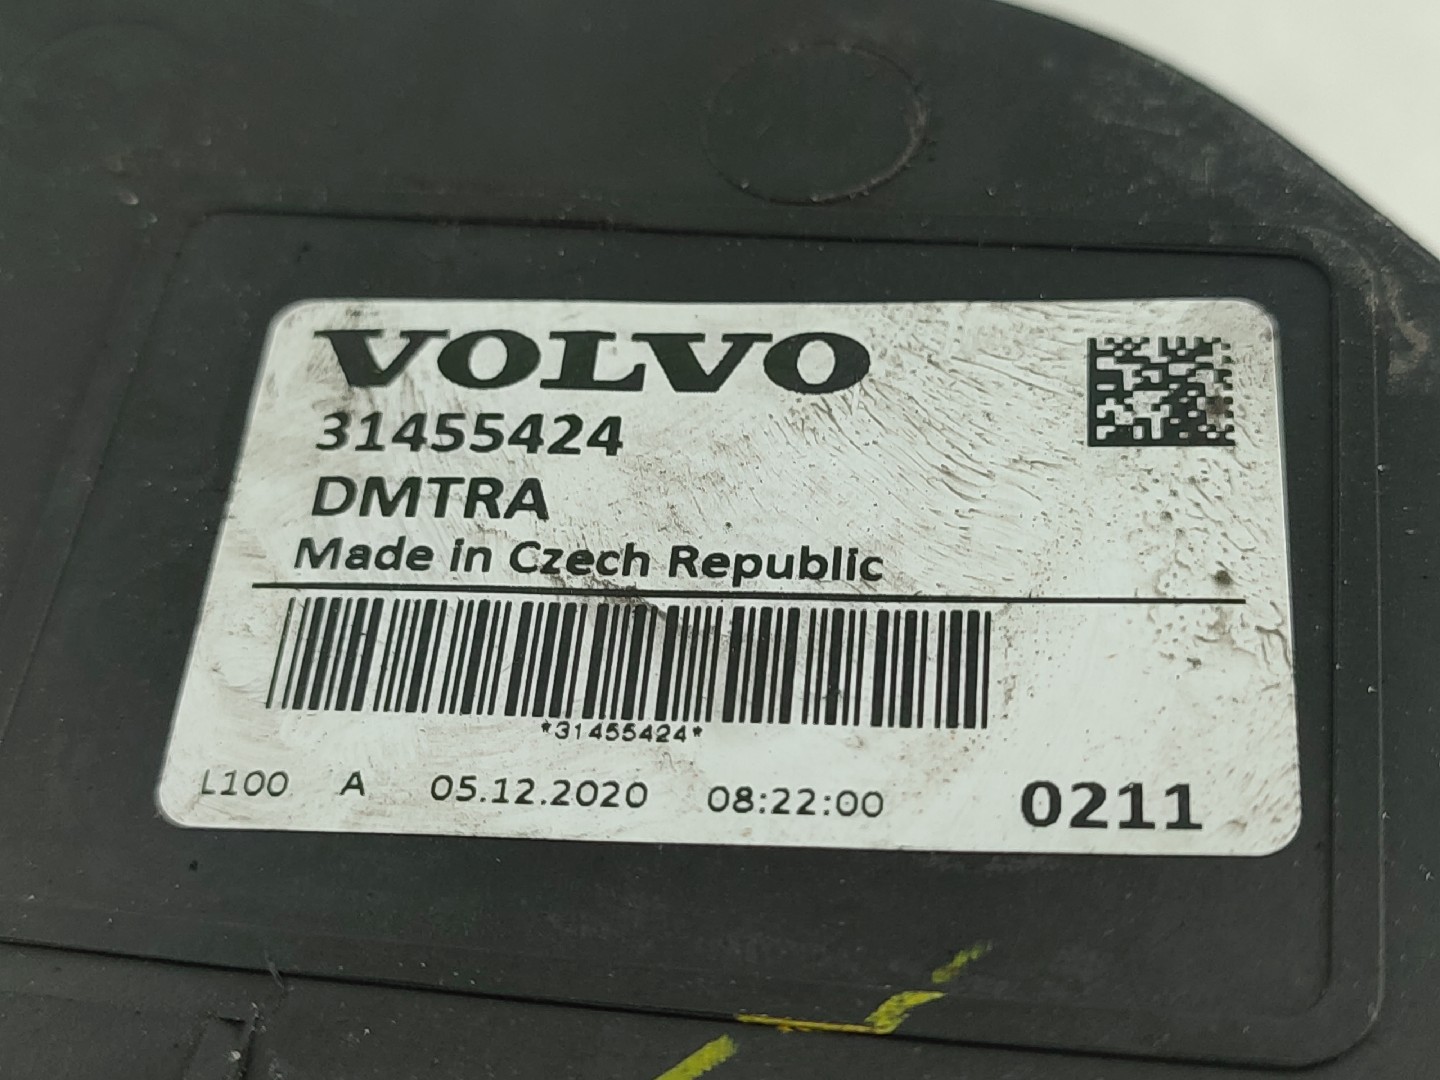 VOLVO
31455424
DMTRA
Made in Czech Republic
*31455424*
L100 A 05.12.2020 08:22:00 0211